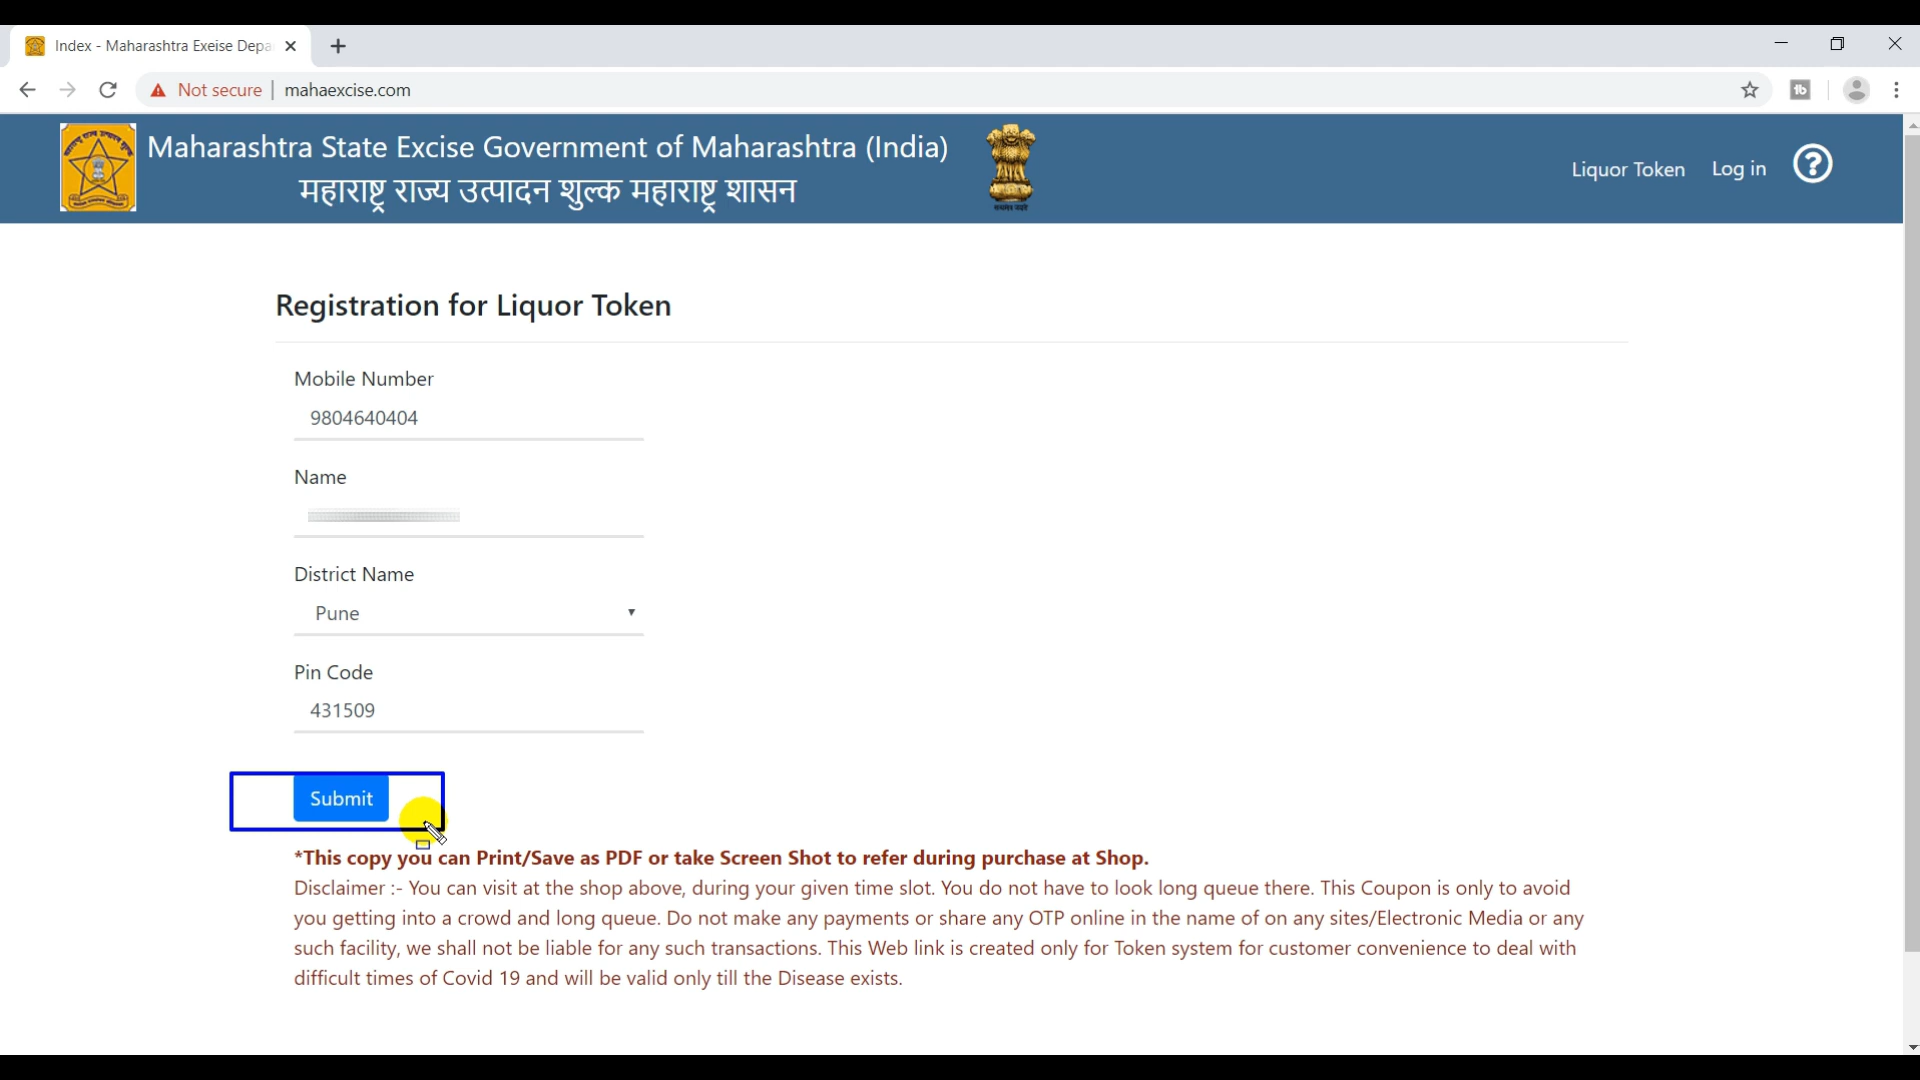 Index - Maharashtra Exeise Depa
Not secure | mahaexcise.com
Maharashtra State Excise Government of Maharashtra (India)
महाराष्ट्र राज्य उत्पादन शुल्क महाराष्ट्र शासन
Liquor Token Log in ?
Registration for Liquor Token
Mobile Number
9804640404
Name
District Name
Pune
Pin Code
431509
Submit
*This copy you can Print/Save as PDF or take Screen Shot to refer during purchase at Shop.
Disclaimer :- You can visit at the shop above, during your given time slot. You do not have to look long queue there. This Coupon is only to avoid
you getting into a crowd and long queue. Do not make any payments or share any OTP online in the name of on any sites/Electronic Media or any
such facility, we shall not be liable for any such transactions. This Web link is created only for Token system for customer convenience to deal with
difficult times of Covid 19 and will be valid only till the Disease exists.